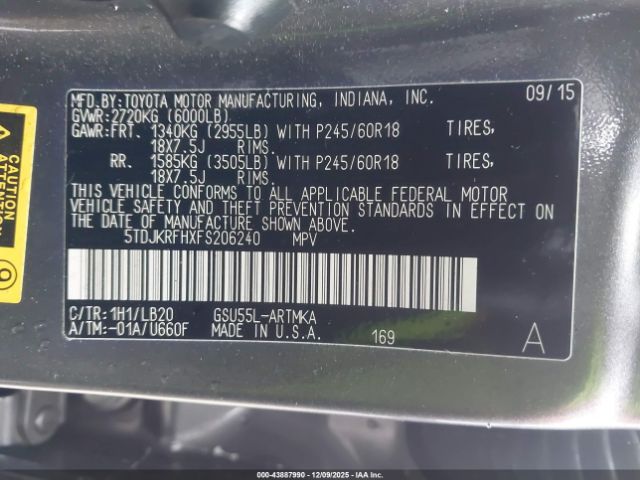 MFD.BY:TOYOTA MOTOR MANUFACTURING, INDIANA, INC. 09/15
GVWR:2720KG (6000LB)
GAWR:FRT. 1340KG (2955LB) WITH P245/60R18 TIRES,
18X7.5J RIMS.
RR. 1585KG (3505LB) WITH P245/60R18 TIRES,
18X7.5J RIMS.
THIS VEHICLE CONFORMS TO ALL APPLICABLE FEDERAL MOTOR
VEHICLE SAFETY AND THEFT PREVENTION STANDARDS IN EFFECT ON
THE DATE OF MANUFACTURE SHOWN ABOVE.
5TDJKRFHXFS206240 MPV
C/TR:1H1/LB20 GSU55L-ARTMKA
A/TM:-01A/U660F MADE IN U.S.A. 169 A
000-43887990 - 12/09/2025 - IAA, Inc.